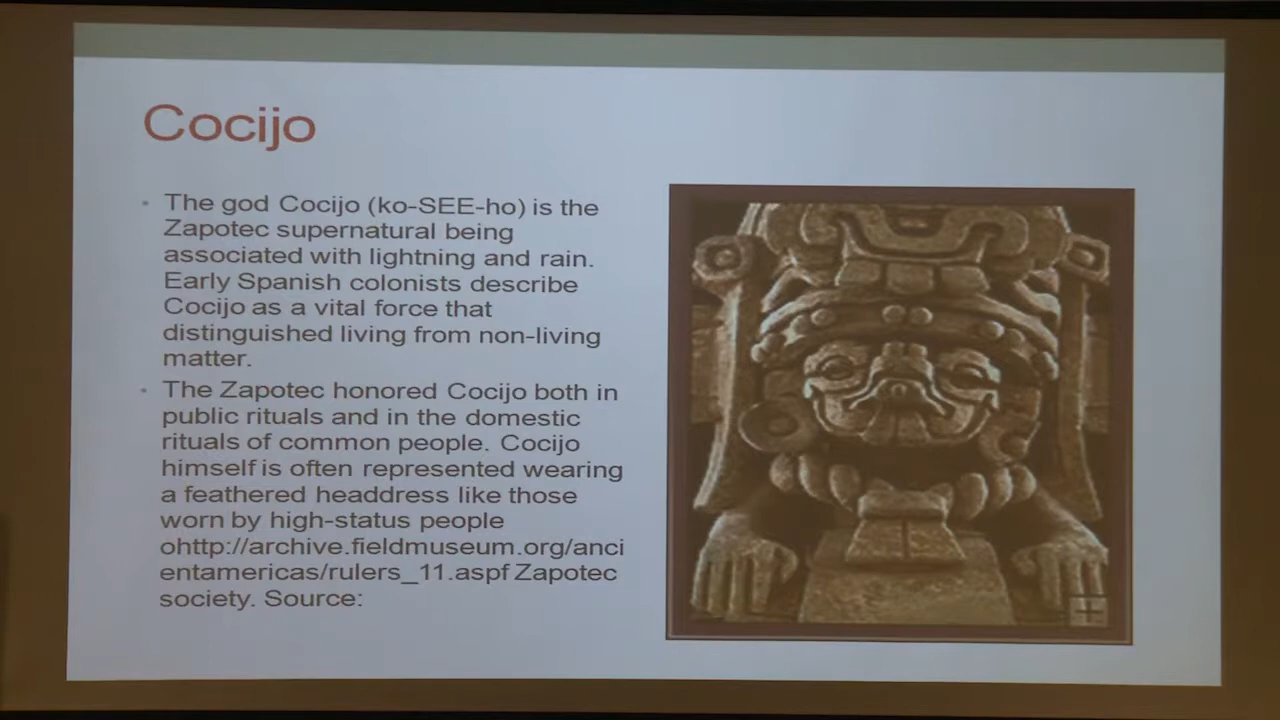 Cocijo
• The god Cocijo (ko-SEE-ho) is the
Zapotec supernatural being
associated with lightning and rain.
Early Spanish colonists describe
Cocijo as a vital force that
distinguished living from non-living
matter.
• The Zapotec honored Cocijo both in
public rituals and in the domestic
rituals of common people. Cocijo
himself is often represented wearing
a feathered headdress like those
worn by high-status people
ohttp://archive.fieldmuseum.org/anci
entamericas/rulers_11.aspf Zapotec
society. Source: